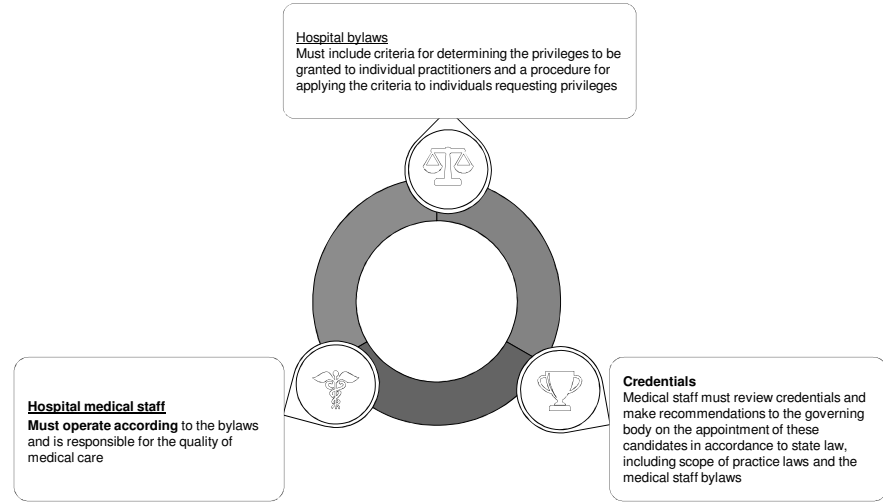 Hospital bylaws
Must include criteria for determining the privileges to be
granted to individual practitioners and a procedure for
applying the criteria to individuals requesting privileges
Hospital medical staff
Must operate according to the bylaws
and is responsible for the quality of
medical care
Credentials
Medical staff must review credentials and
make recommendations to the governing
body on the appointment of these
candidates in accordance to state law,
including scope of practice laws and the
medical staff bylaws